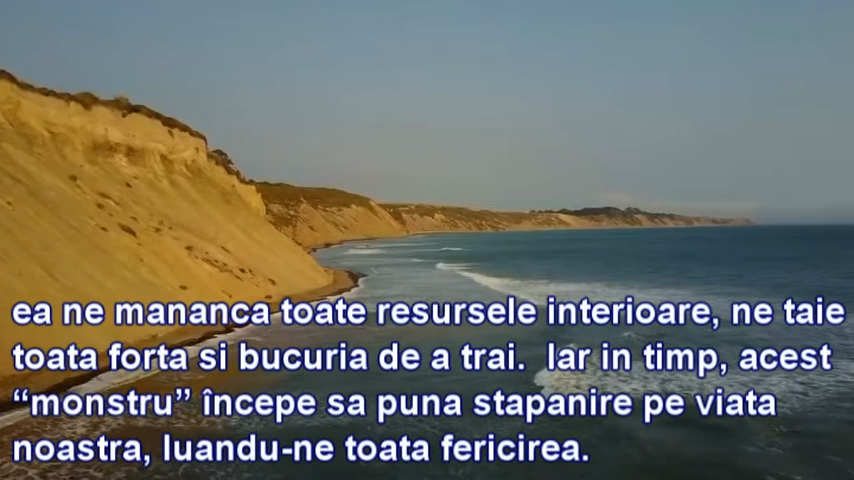 ea ne mananca toate resursele interioare, ne taie
toata forta si bucuria de a trai.  Iar in timp, acest
“monstru” începe sa puna stapanire pe viata
noastra, luandu-ne toata fericirea.